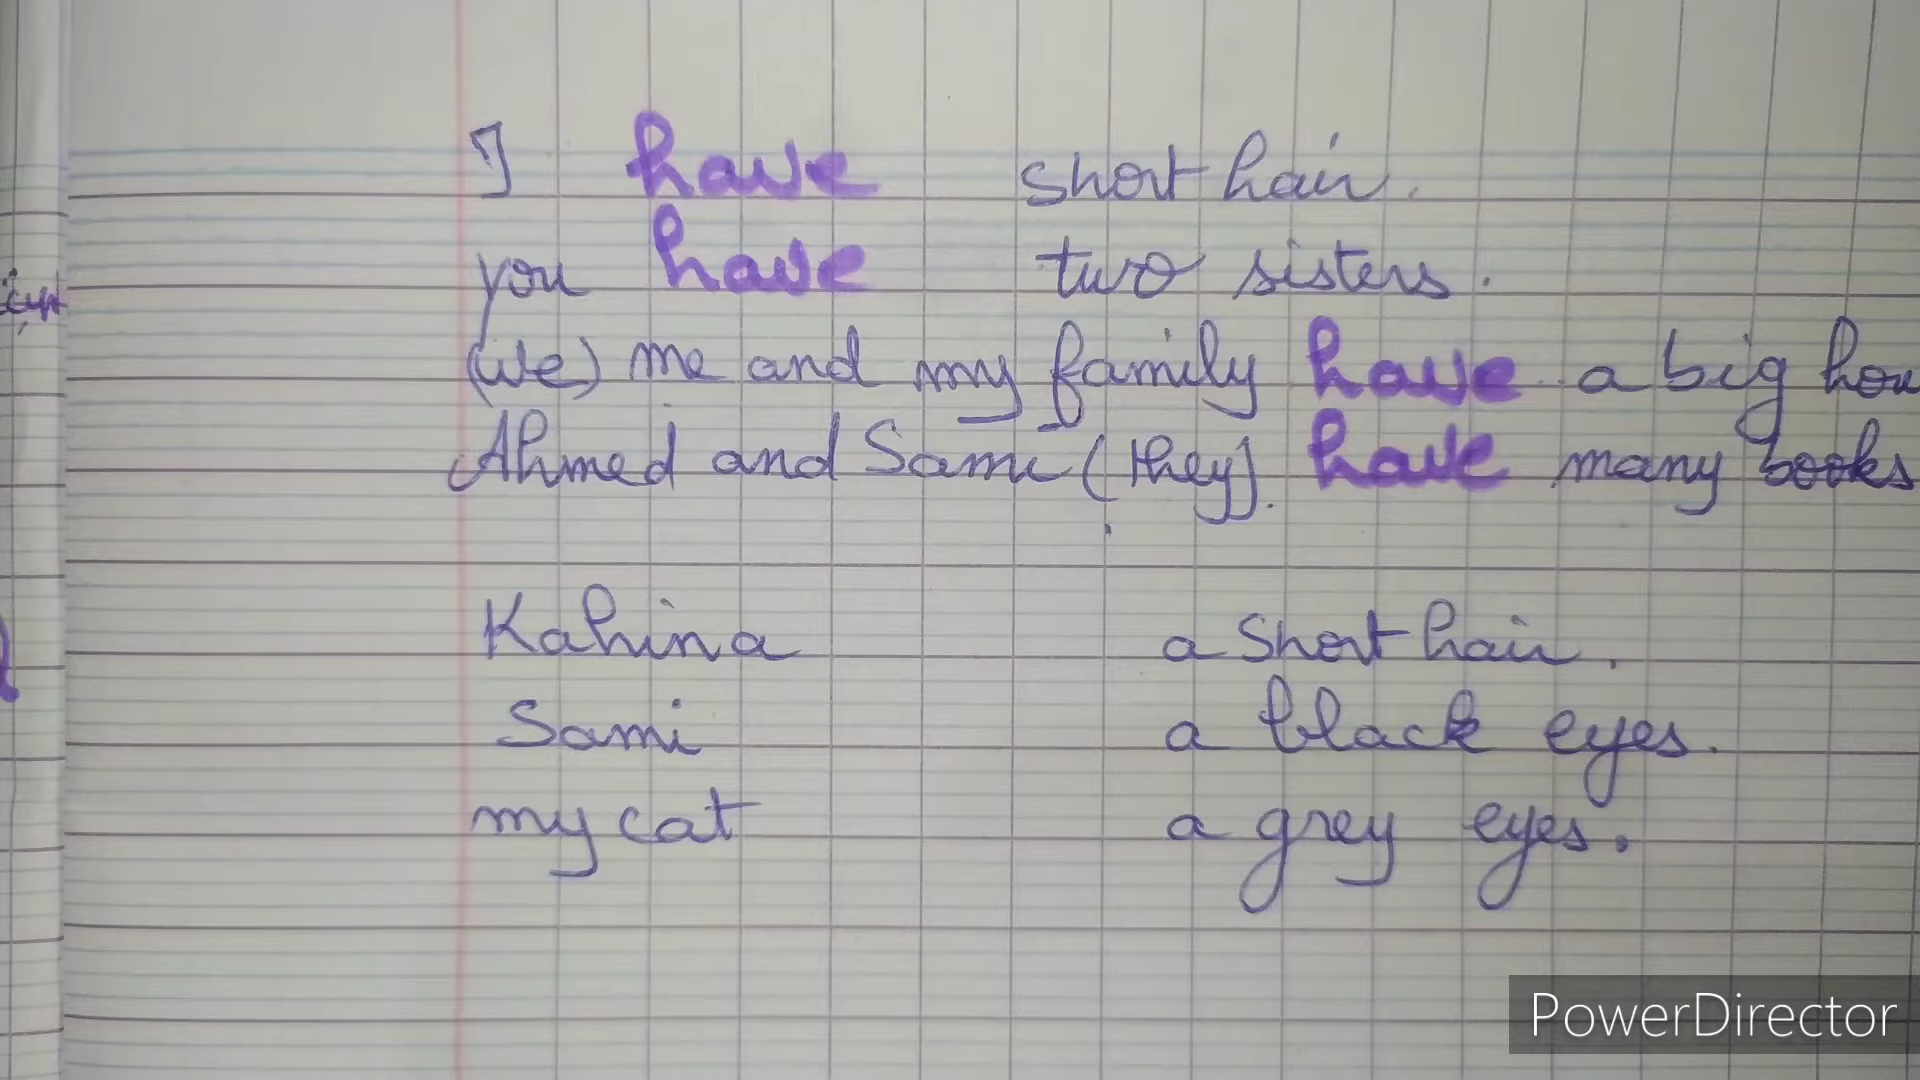 I have short hair.
you have two sisters.
(we) me and my family have a big hou
Ahmed and Sami (they). have many books
Kahina a short hair.
Sami a black eyes.
my cat a grey eyes.
PowerDirector